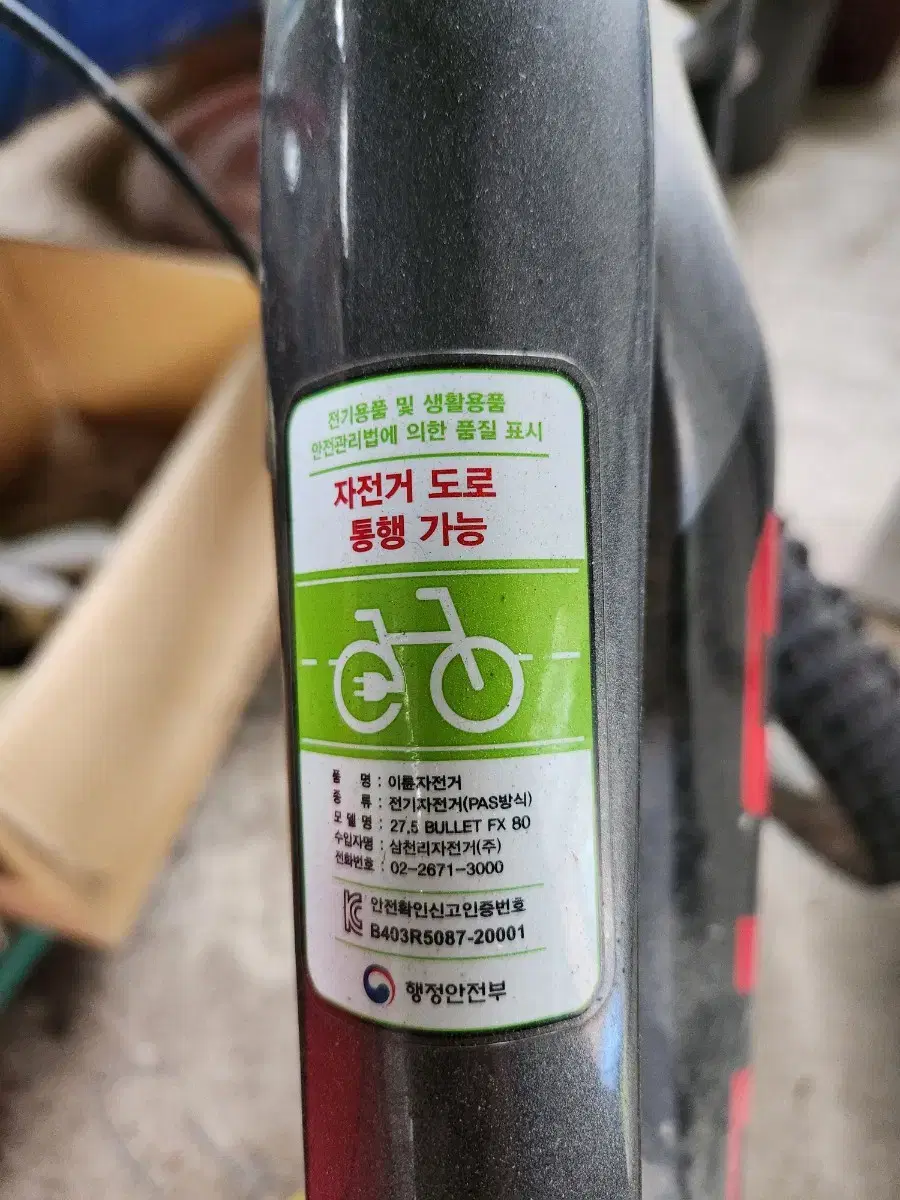 전기용품 및 생활용품
안전관리법에 의한 품질 표시
자전거 도로
통행 가능
품 명 : 이륜자전거
종 류 : 전기자전거(PAS방식)
모 델 명 : 27.5 BULLET FX 80
수입자명 : 삼천리자전거(주)
전화번호 : 02-2671-3000
안전확인신고인증번호
B403R5087-20001
행정안전부